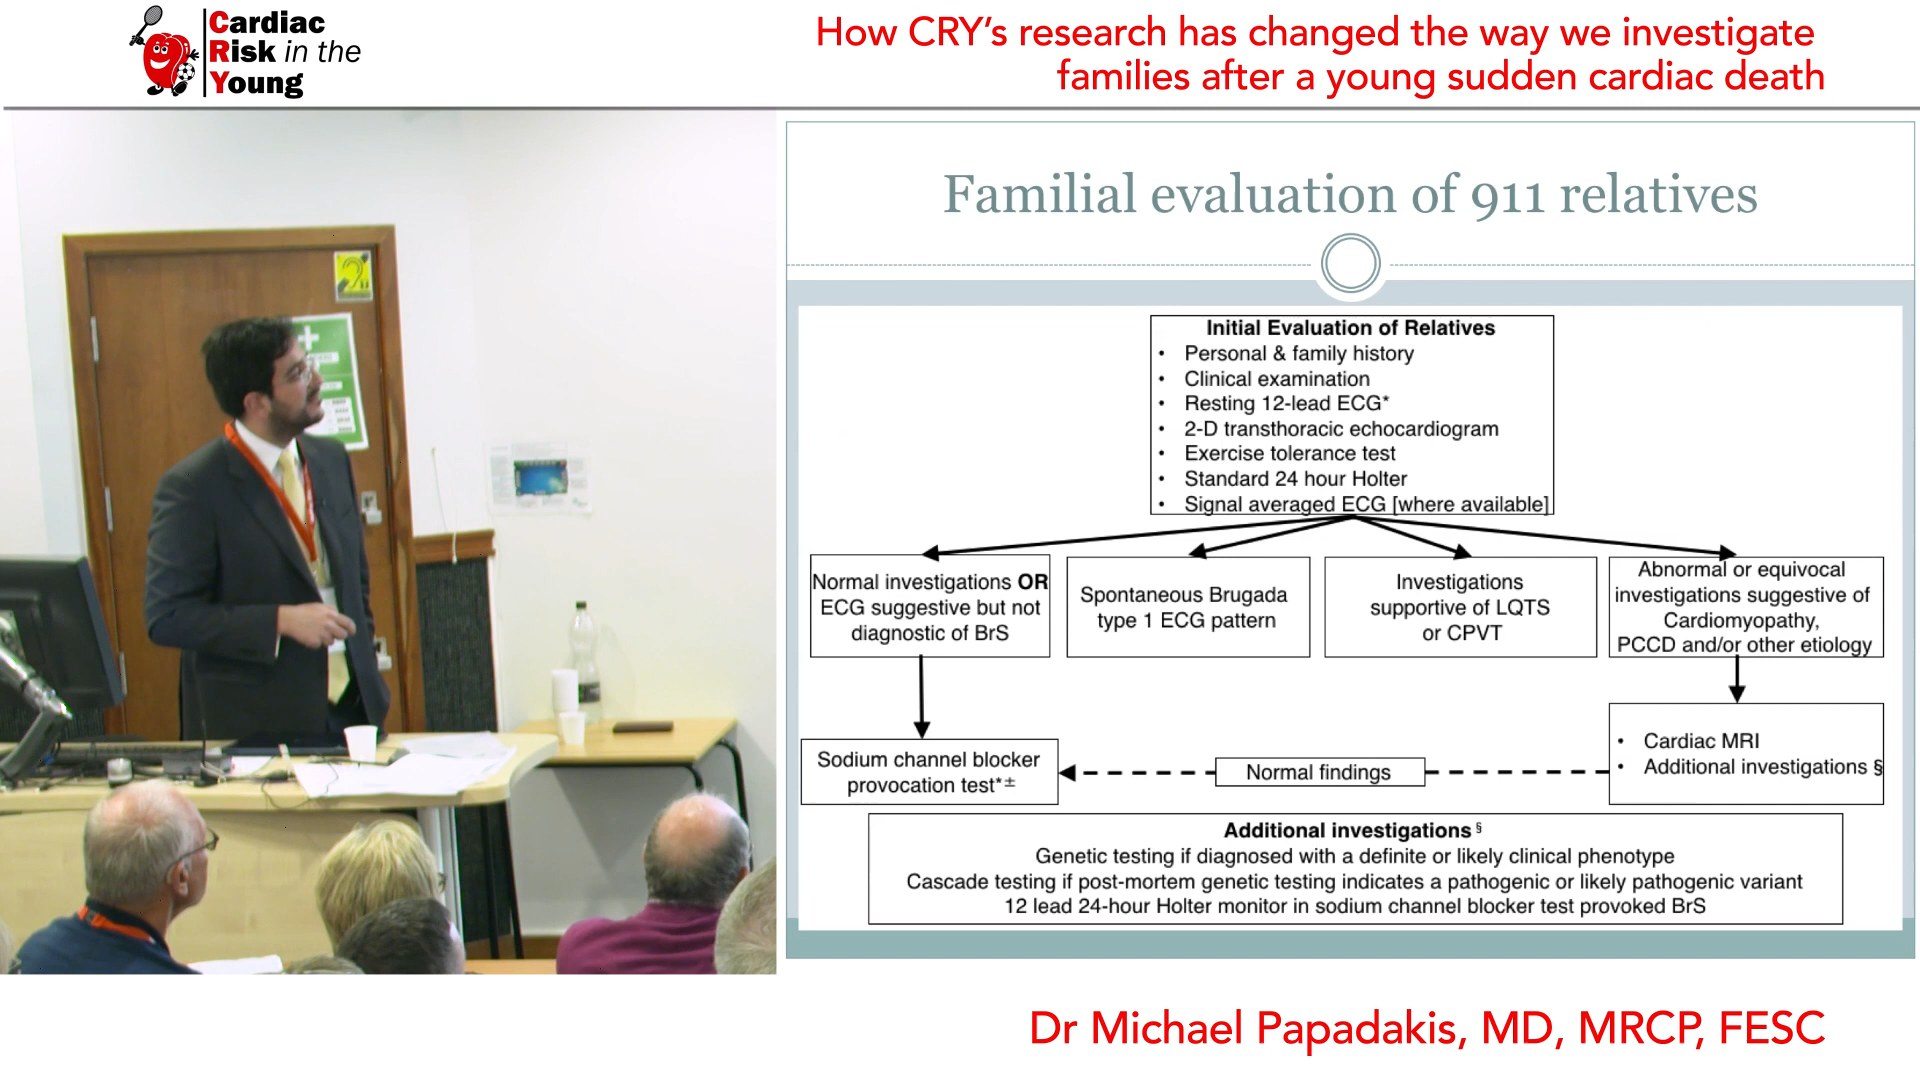 Cardiac
Risk in the
Young
How CRY's research has changed the way we investigate
families after a young sudden cardiac death
Familial evaluation of 911 relatives
Initial Evaluation of Relatives
• Personal & family history
• Clinical examination
• Resting 12-lead ECG*
• 2-D transthoracic echocardiogram
• Exercise tolerance test
• Standard 24 hour Holter
• Signal averaged ECG [where available]
Normal investigations OR
ECG suggestive but not
diagnostic of BrS
Spontaneous Brugada
type 1 ECG pattern
Investigations
supportive of LQTS
or CPVT
Abnormal or equivocal
investigations suggestive of
Cardiomyopathy,
PCCD and/or other etiology
Sodium channel blocker
provocation test*±
Normal findings
• Cardiac MRI
• Additional investigations §
Additional investigations §
Genetic testing if diagnosed with a definite or likely clinical phenotype
Cascade testing if post-mortem genetic testing indicates a pathogenic or likely pathogenic variant
12 lead 24-hour Holter monitor in sodium channel blocker test provoked BrS
Dr Michael Papadakis, MD, MRCP, FESC